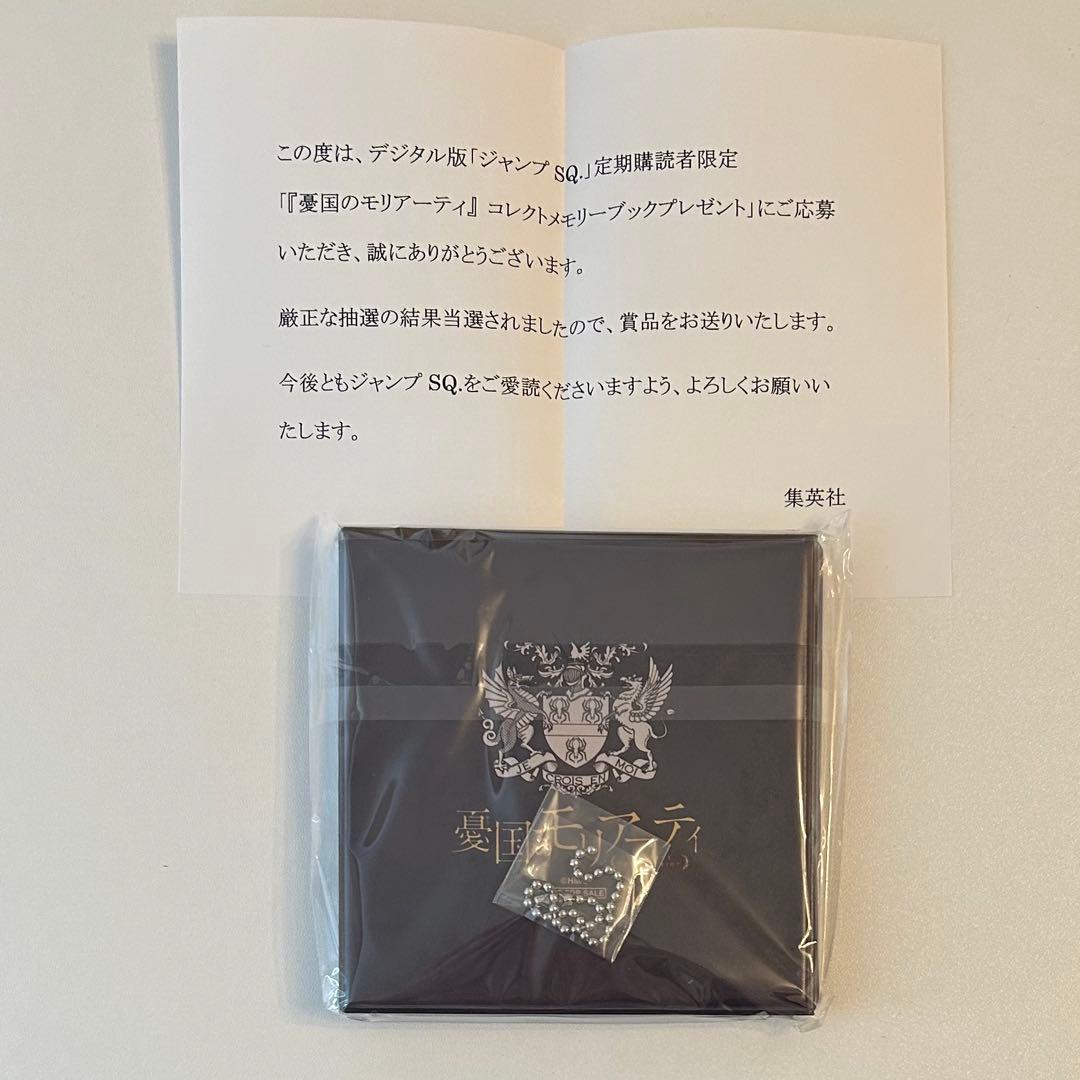 この度は、デジタル版「ジャンプSQ.」定期購読者限定
「『憂国のモリアーティ』コレクトメモリーブックプレゼント」にご応募
いただき、誠にありがとうございます。
厳正な抽選の結果当選されましたので、賞品をお送りいたします。
今後ともジャンプSQ.をご愛読くださいますよう、よろしくお願いい
たします。
集英社
JE CROIS EN MOI
憂国 モリアーティ
FOR SALE